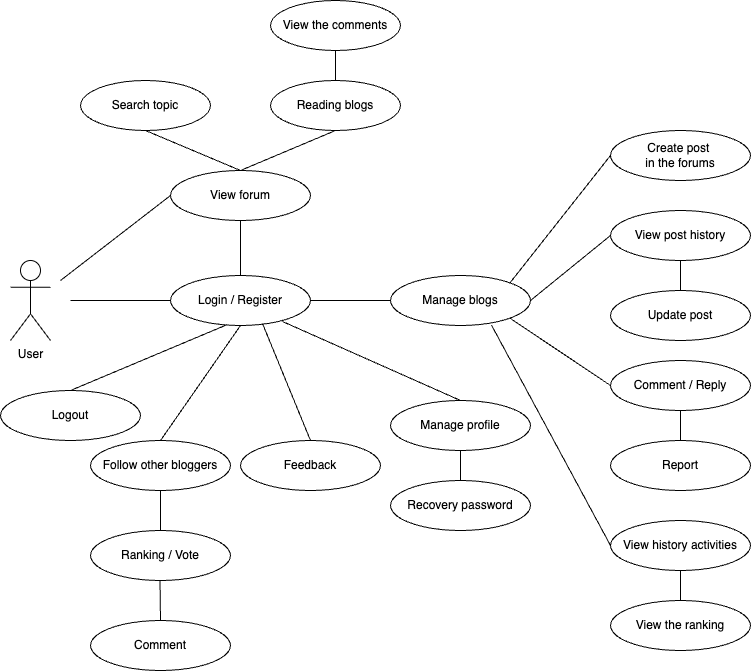 View the comments
Search topic
Reading blogs
Create post
in the forums
View forum
View post history
Login / Register
Manage blogs
Update post
User
Comment / Reply
Logout
Manage profile
Follow other bloggers
Feedback
Report
Recovery password
View history activities
Ranking / Vote
View the ranking
Comment